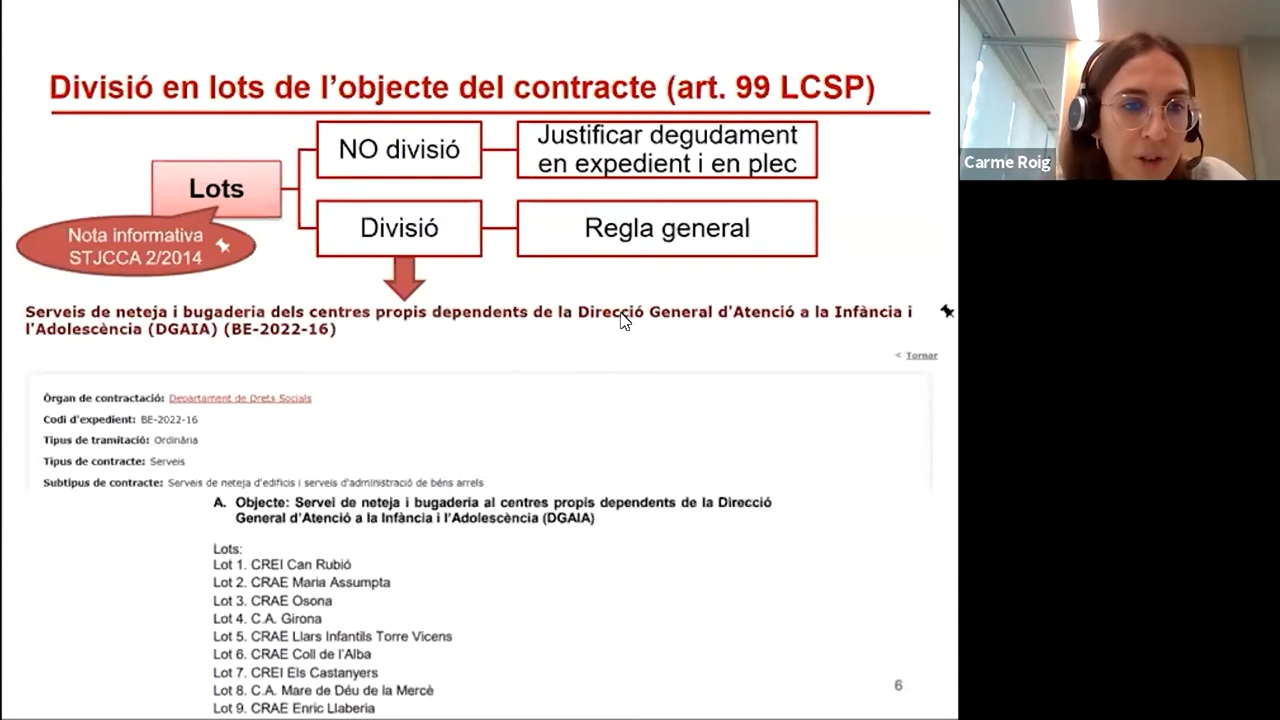 Divisió en lots de l'objecte del contracte (art. 99 LCSP)
NO divisió
Justificar degudament
en expedient i en plec
Lots
Divisió
Regla general
Nota informativa
STJCCA 2/2014
Serveis de neteja i bugaderia dels centres propis dependents de la Direcció General d'Atenció a la Infància i
l'Adolescència (DGAIA) (BE-2022-16)
< Tornar
Òrgan de contractació: Departament de Drets Socials
Codi d'expedient: BE-2022-16
Tipus de tramitació: Ordinària
Tipus de contracte: Serveis
Subtipus de contracte: Serveis de neteja d'edificis i serveis d'administració de béns arrels
A. Objecte: Servei de neteja i bugaderia al centres propis dependents de la Direcció
General d'Atenció a la Infància i l'Adolescència (DGAIA)
Lots:
Lot 1. CREI Can Rubió
Lot 2. CRAE Maria Assumpta
Lot 3. CRAE Osona
Lot 4. C.A. Girona
Lot 5. CRAE Llars Infantils Torre Vicens
Lot 6. CRAE Coll de l'Alba
Lot 7. CREI Els Castanyers
Lot 8. C.A. Mare de Déu de la Mercè
Lot 9. CRAE Enric Llaberia
6
Carme Roig